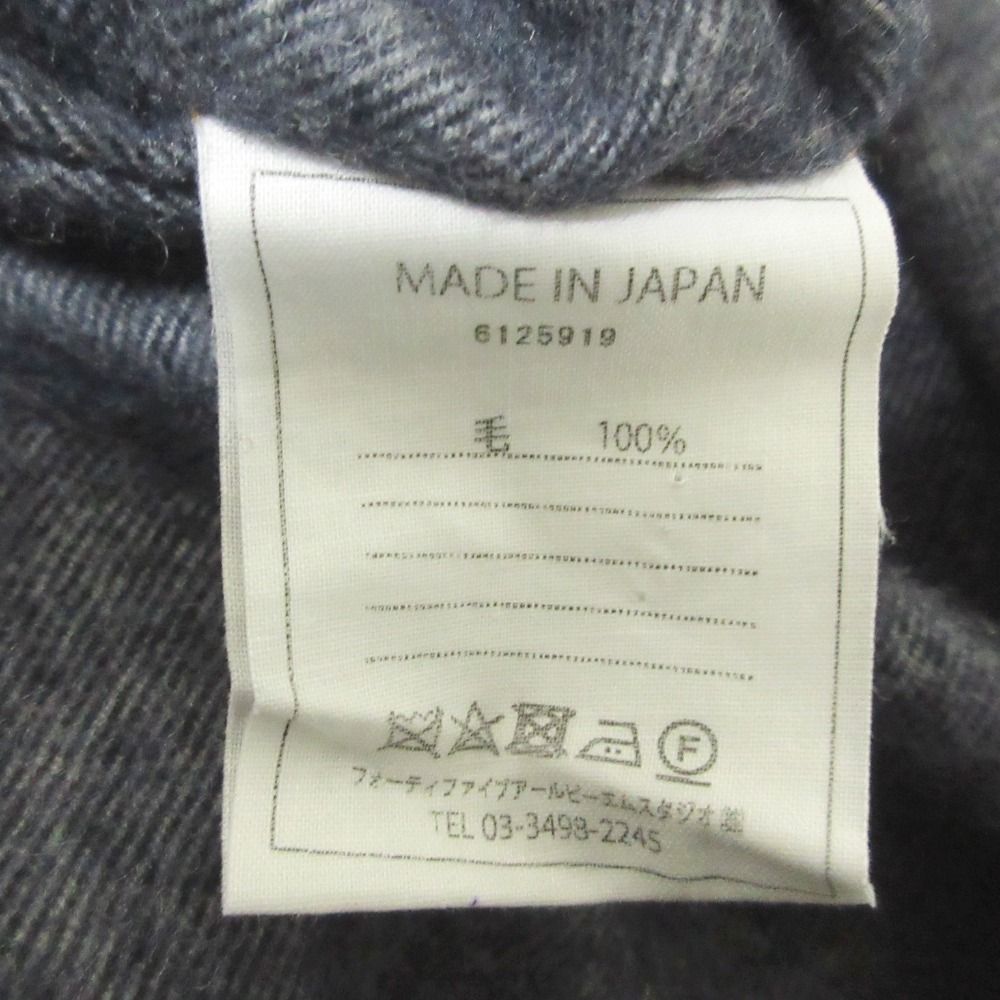 MADE IN JAPAN
6125919
毛 100%
F
フォーティファイブアールピーエムスタジオ㈱
TEL 03-3498-2245